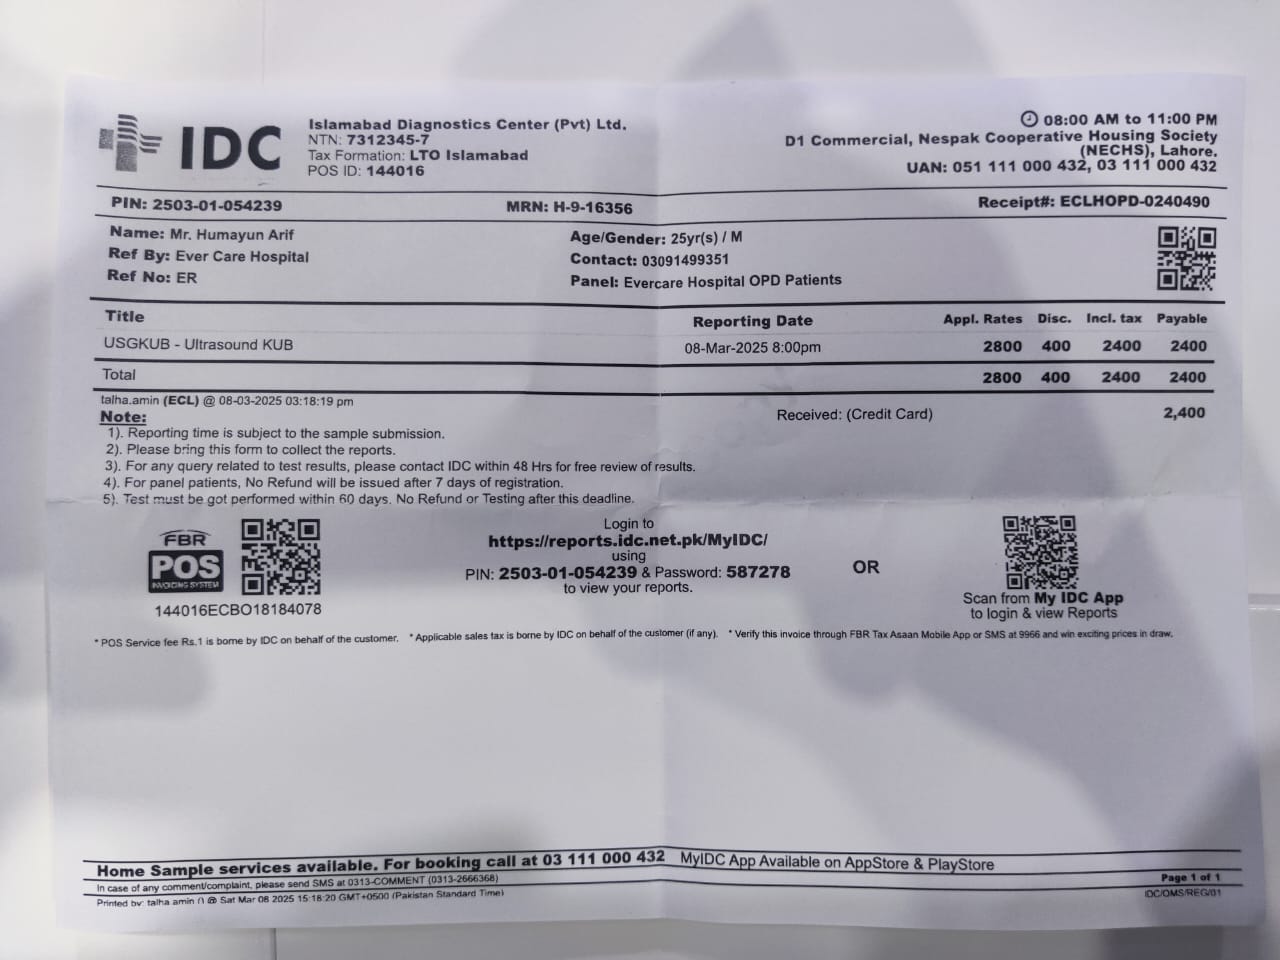 IDC
Islamabad Diagnostics Center (Pvt) Ltd.
NTN: 7312345-7
Tax Formation: LTO Islamabad
POS ID: 144016
08:00 AM to 11:00 PM
D1 Commercial, Nespak Cooperative Housing Society
(NECHS), Lahore.
UAN: 051 111 000 432, 03 111 000 432
PIN: 2503-01-054239 MRN: H-9-16356 Receipt#: ECLHOPD-0240490
Name: Mr. Humayun Arif Age/Gender: 25yr(s) / M
Ref By: Ever Care Hospital Contact: 03091499351
Ref No: ER Panel: Evercare Hospital OPD Patients
Title Reporting Date Appl. Rates Disc. Incl. tax Payable
USGKUB - Ultrasound KUB 08-Mar-2025 8:00pm 2800 400 2400 2400
Total 2800 400 2400 2400
talha.amin (ECL) @ 08-03-2025 03:18:19 pm
Received: (Credit Card) 2,400
Note:
1). Reporting time is subject to the sample submission.
2). Please bring this form to collect the reports.
3). For any query related to test results, please contact IDC within 48 Hrs for free review of results.
4). For panel patients, No Refund will be issued after 7 days of registration.
5). Test must be got performed within 60 days. No Refund or Testing after this deadline.
FBR
POS
INVOICING SYSTEM
144016ECBO18184078
Login to
https://reports.idc.net.pk/MyIDC/
using
PIN: 2503-01-054239 & Password: 587278
to view your reports.
OR
Scan from My IDC App
to login & view Reports
* POS Service fee Rs.1 is borne by IDC on behalf of the customer. * Applicable sales tax is borne by IDC on behalf of the customer (if any). * Verify this invoice through FBR Tax Asaan Mobile App or SMS at 9966 and win exciting prices in draw.
Home Sample services available. For booking call at 03 111 000 432 MyIDC App Available on AppStore & PlayStore
In case of any comment/complaint, please send SMS at 0313-COMMENT (0313-2666368) Page 1 of 1
Printed by: talha amin () @ Sat Mar 08 2025 15:18:20 GMT+0500 (Pakistan Standard Time) IDC/OMS/REG/01